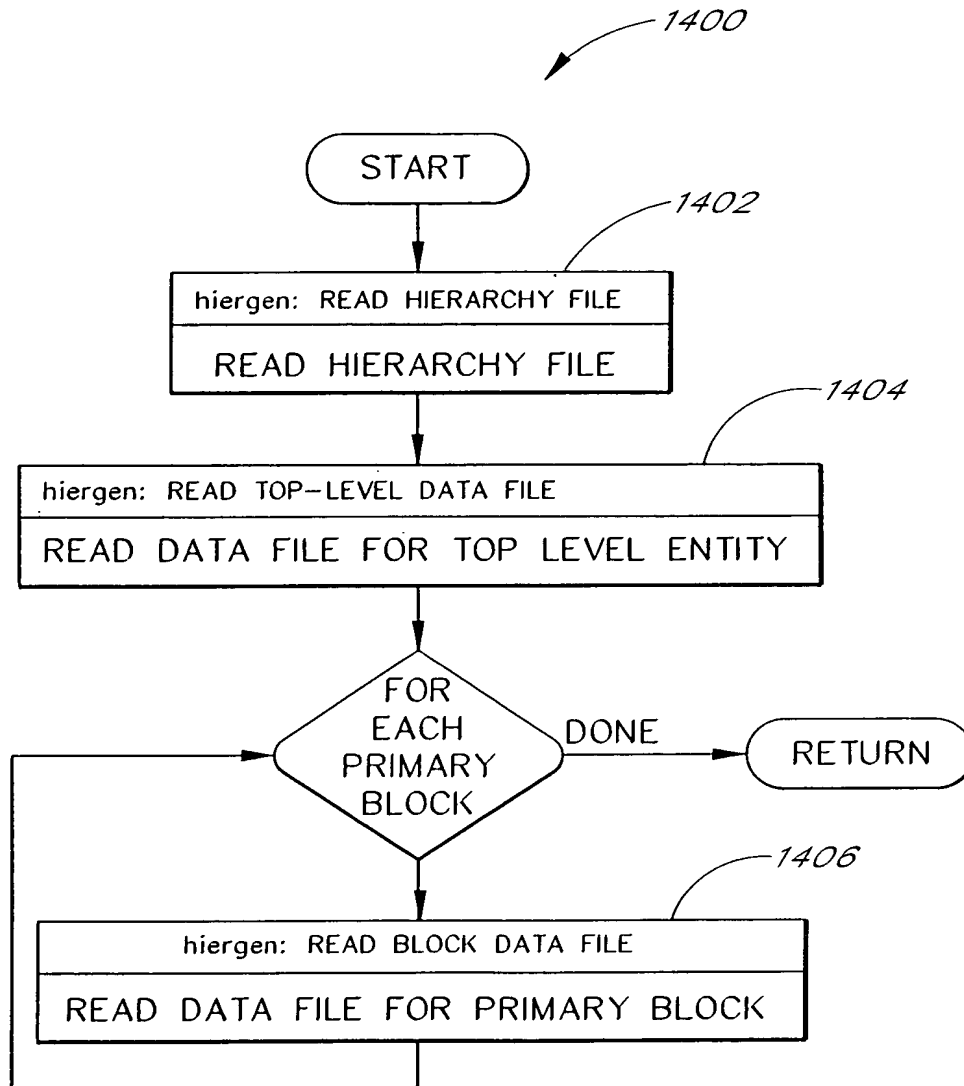 1400
START
1402
hiergen: READ HIERARCHY FILE
READ HIERARCHY FILE
1404
hiergen: READ TOP-LEVEL DATA FILE
READ DATA FILE FOR TOP LEVEL ENTITY
FOR
EACH
PRIMARY
BLOCK
DONE
RETURN
1406
hiergen: READ BLOCK DATA FILE
READ DATA FILE FOR PRIMARY BLOCK